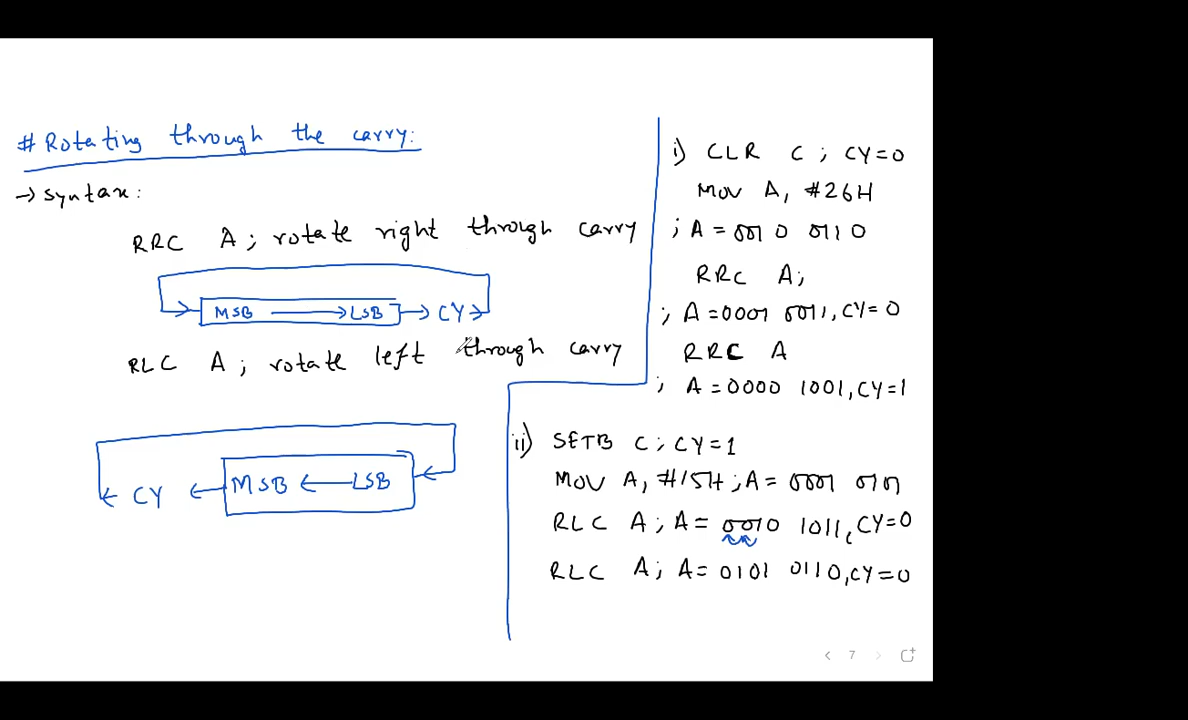 # Rotating through the carry:
→ syntax:
RRC A; rotate right through carry
MSB → LSB → CY
RLC A; rotate left through carry
CY ← MSB ← LSB
i) CLR C; CY=0
MOV A, #26H
; A = 0010 0110
RRC A;
; A = 0001 0011, CY=0
RRC A
; A = 0000 1001, CY=1
ii) SETB C; CY=1
MOV A, #15H; A = 0001 0101
RLC A; A = 0010 1011, CY=0
RLC A; A= 0101 0110, CY=0
< 7 >